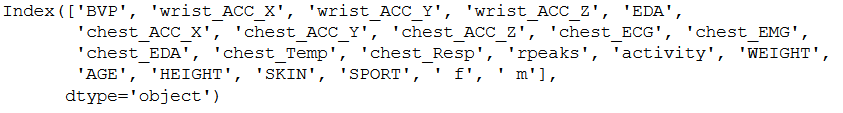 Index(['BVP', 'wrist_ACC_X', 'wrist_ACC_Y', 'wrist_ACC_Z', 'EDA',
'chest_ACC_X', 'chest_ACC_Y', 'chest_ACC_Z', 'chest_ECG', 'chest_EMG',
'chest_EDA', 'chest_Temp', 'chest_Resp', 'rpeaks', 'activity', 'WEIGHT',
'AGE', 'HEIGHT', 'SKIN', 'SPORT', ' f', ' m'],
dtype='object')